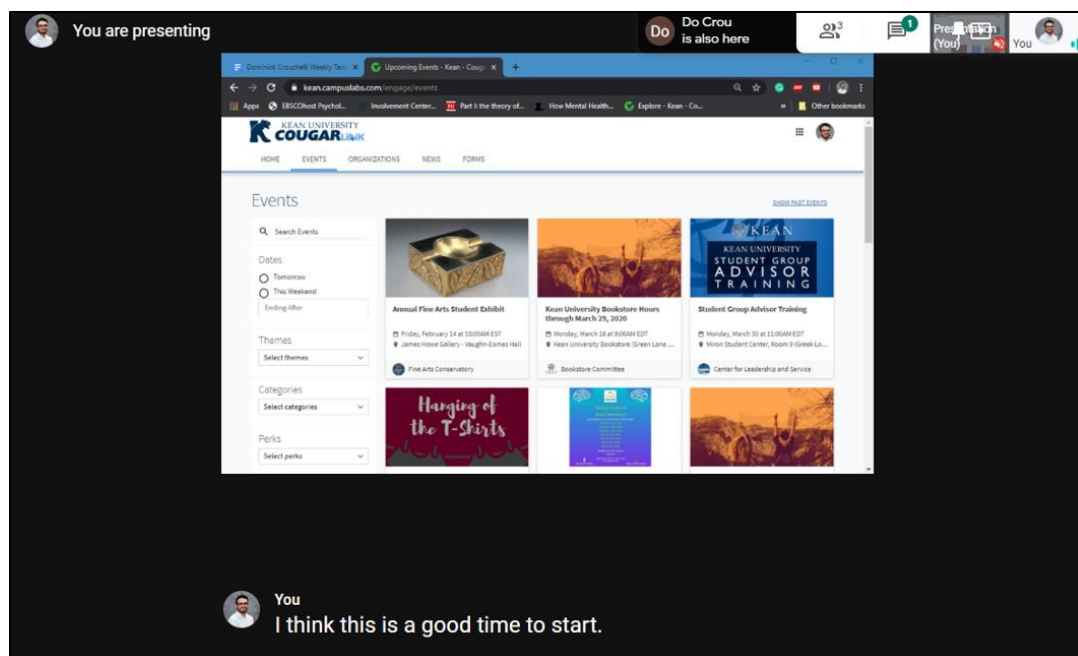 You are presenting
Do
Do Crou
is also here
3
1
Presentation
(You)
You
Upcoming Events - Kean - Coug
kean.campuslabs.com/engage/events
Apps
EBSCOhost Psychol...
Involvement Center...
Part I: the theory of...
How Mental Health...
Explore - Kean - Co...
Other bookmarks
KEAN UNIVERSITY
COUGARLINK
HOME
EVENTS
ORGANIZATIONS
NEWS
FORMS
Events
SHOW PAST EVENTS
Search Events
Dates
Tomorrow
This Weekend
Ending After
Themes
Select themes
Categories
Select categories
Perks
Select perks
Annual Fine Arts Student Exhibit
Friday, February 14 at 10:00AM EST
James Howe Gallery - Vaughn-Eames Hall
Fine Arts Conservatory
Kean University Bookstore Hours
through March 29, 2020
Monday, March 16 at 9:00AM EDT
Kean University Bookstore (Green Lane ...
Bookstore Committee
KEAN
KEAN UNIVERSITY
STUDENT GROUP
ADVISOR
TRAINING
Student Group Advisor Training
Monday, March 30 at 11:00AM EDT
Miron Student Center, Room 9 (Greek Lo...
Center for Leadership and Service
Hanging of
the T-Shirts
You
I think this is a good time to start.